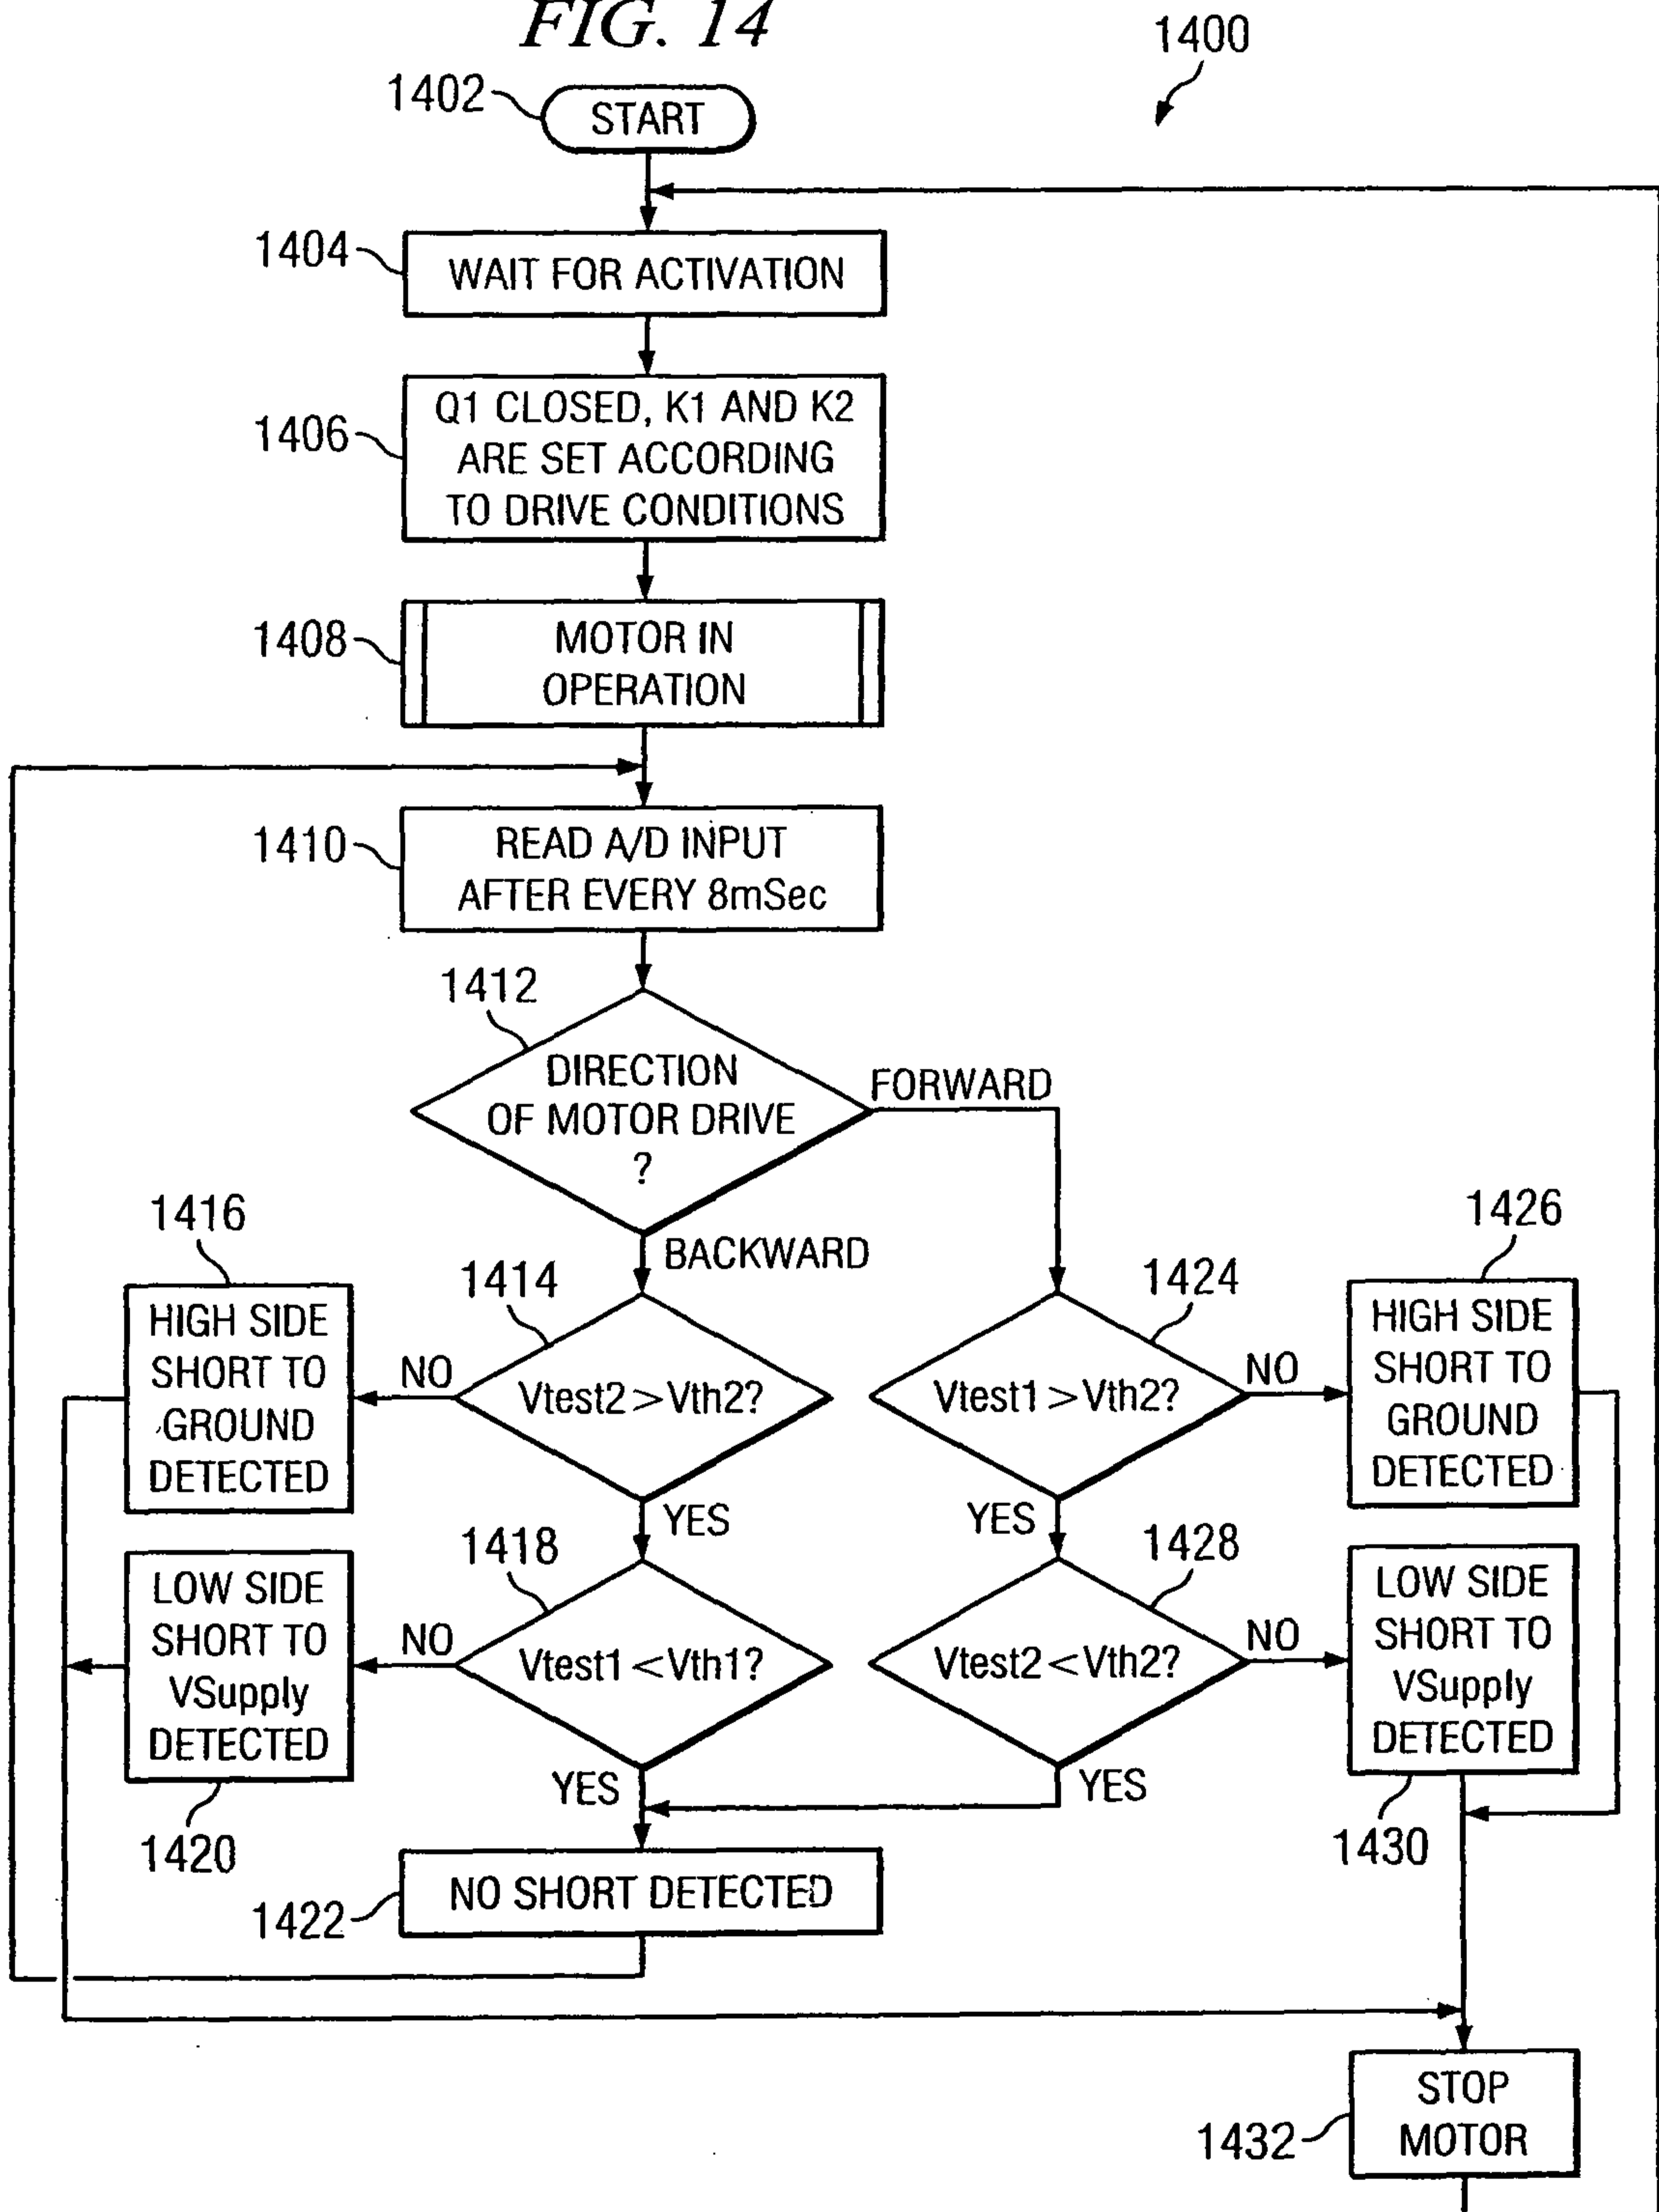 FIG. 14
1400
1402
START
1404
WAIT FOR ACTIVATION
1406
Q1 CLOSED, K1 AND K2
ARE SET ACCORDING
TO DRIVE CONDITIONS
1408
MOTOR IN
OPERATION
1410
READ A/D INPUT
AFTER EVERY 8mSec
1412
DIRECTION
OF MOTOR DRIVE
?
FORWARD
BACKWARD
1416
HIGH SIDE
SHORT TO
GROUND
DETECTED
NO
1414
Vtest2 > Vth2?
YES
1424
Vtest1 > Vth2?
YES
NO
1426
HIGH SIDE
SHORT TO
GROUND
DETECTED
LOW SIDE
SHORT TO
VSupply
DETECTED
1420
NO
1418
Vtest1 < Vth1?
YES
1428
Vtest2 < Vth2?
YES
NO
LOW SIDE
SHORT TO
VSupply
DETECTED
1430
1422
NO SHORT DETECTED
1432
STOP
MOTOR